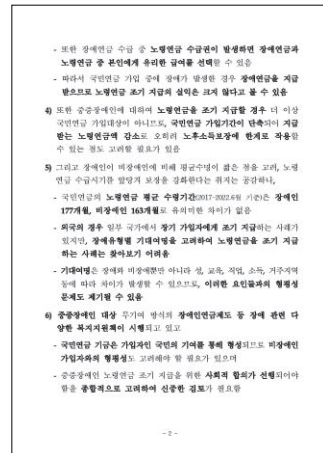 - 또한 장애연금 수급 중 노령연금 수급권이 발생하면 장애연금과
노령연금 중 본인에게 유리한 급여를 선택할 수 있음
- 따라서 국민연금 가입 중에 장애가 발생한 경우 장애연금을 지급
받으므로 노령연금 조기 지급의 실익은 크지 않다고 볼 수 있음
4) 또한 중증장애인에 대하여 노령연금을 조기 지급할 경우 더 이상
국민연금 가입대상이 아니므로, 국민연금 가입기간이 단축되어 지급
받는 노령연금액 감소로 오히려 노후소득보장에 한계로 작용할
수 있는 점도 고려할 필요가 있음
5) 그리고 장애인이 비장애인에 비해 평균수명이 짧은 점을 고려, 노령
연금 수급시기를 앞당겨 보장을 강화한다는 취지는 공감하나,
- 국민연금의 노령연금 평균 수령기간(2017-2022.6월 기준)은 장애인
177개월, 비장애인 163개월로 유의미한 차이가 없음
- 외국의 경우 일부 국가에서 장기 가입자에게 조기 지급하는 사례가
있지만, 장애유형별 기대여명을 고려하여 노령연금을 조기 지급
하는 사례는 찾아보기 어려움
- 기대여명은 장애와 비장애뿐만 아니라 성, 교육, 직업, 소득, 거주지역
등에 따라 차이가 발생할 수 있으므로, 이러한 요인들과의 형평성
문제도 제기될 수 있음
6) 중증장애인 대상 무기여 방식의 장애인연금제도 등 장애 관련 다
양한 복지지원책이 시행되고 있고
- 국민연금 기금은 가입자인 국민의 기여를 통해 형성되므로 비장애인
가입자와의 형평성도 고려해야 할 필요가 있으며
- 중증장애인 노령연금 조기 지급을 위한 사회적 합의가 선행되어야
함을 종합적으로 고려하여 신중한 검토가 필요함
- 2 -